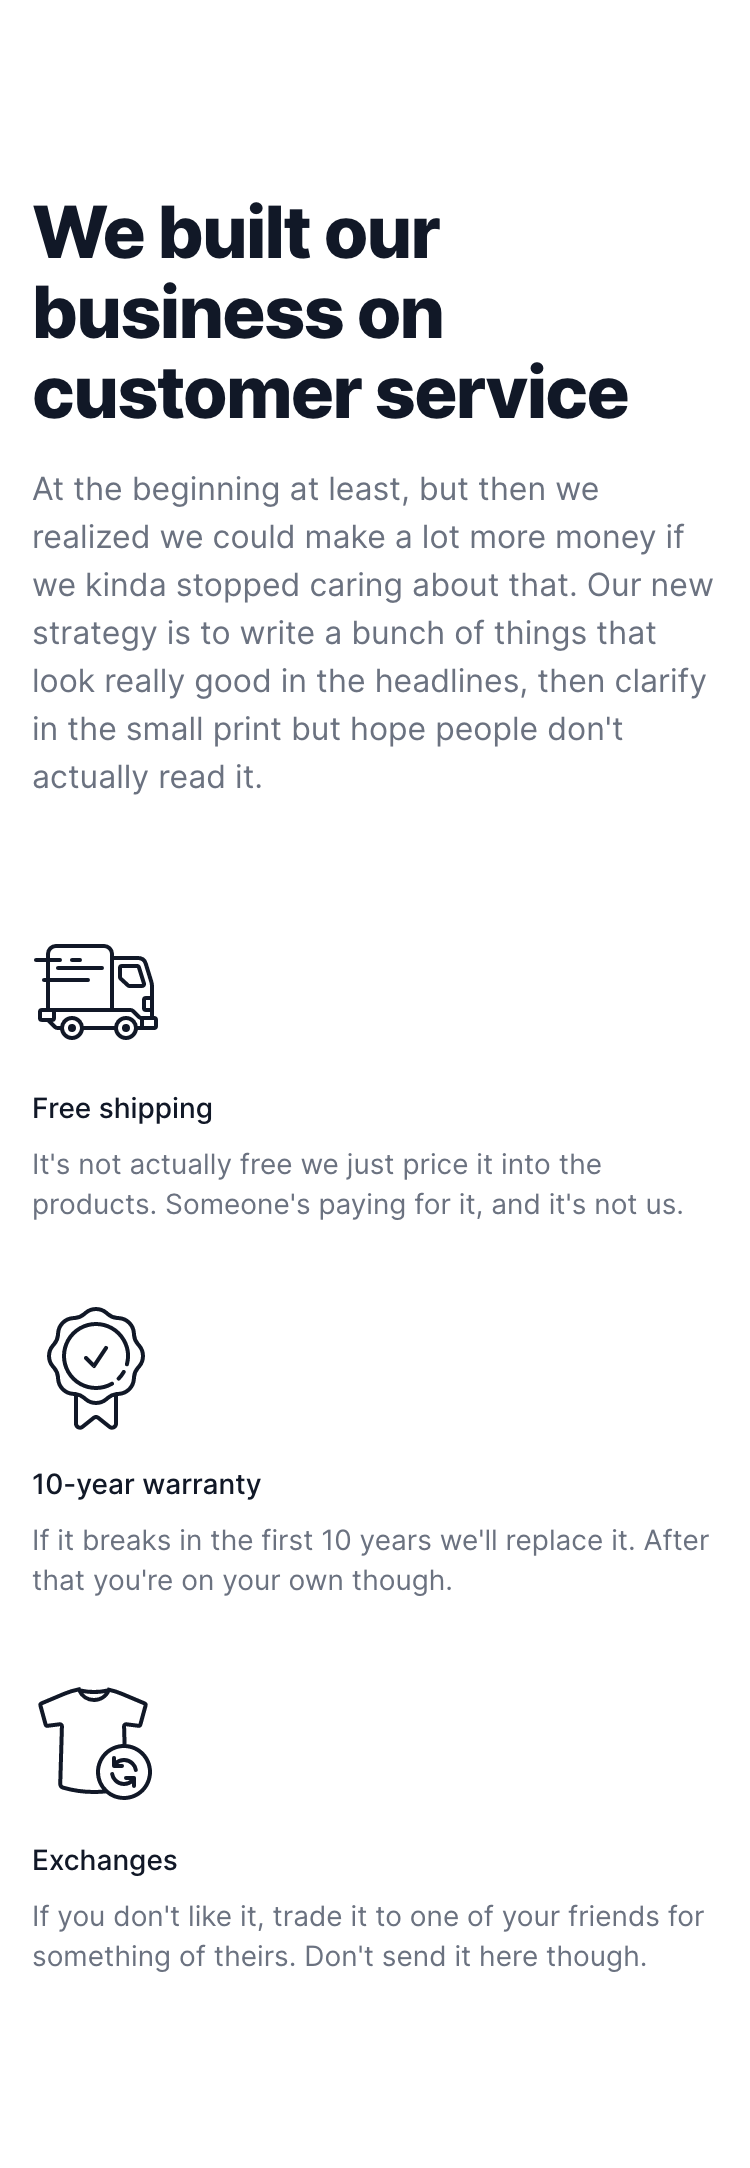 We built our
business on
customer service
At the beginning at least, but then we
realized we could make a lot more money if
we kinda stopped caring about that. Our new
strategy is to write a bunch of things that
look really good in the headlines, then clarify
in the small print but hope people don't
actually read it.
Free shipping
It's not actually free we just price it into the
products. Someone's paying for it, and it's not us.
10-year warranty
If it breaks in the first 10 years we'll replace it. After
that you're on your own though.
Exchanges
If you don't like it, trade it to one of your friends for
something of theirs. Don't send it here though.